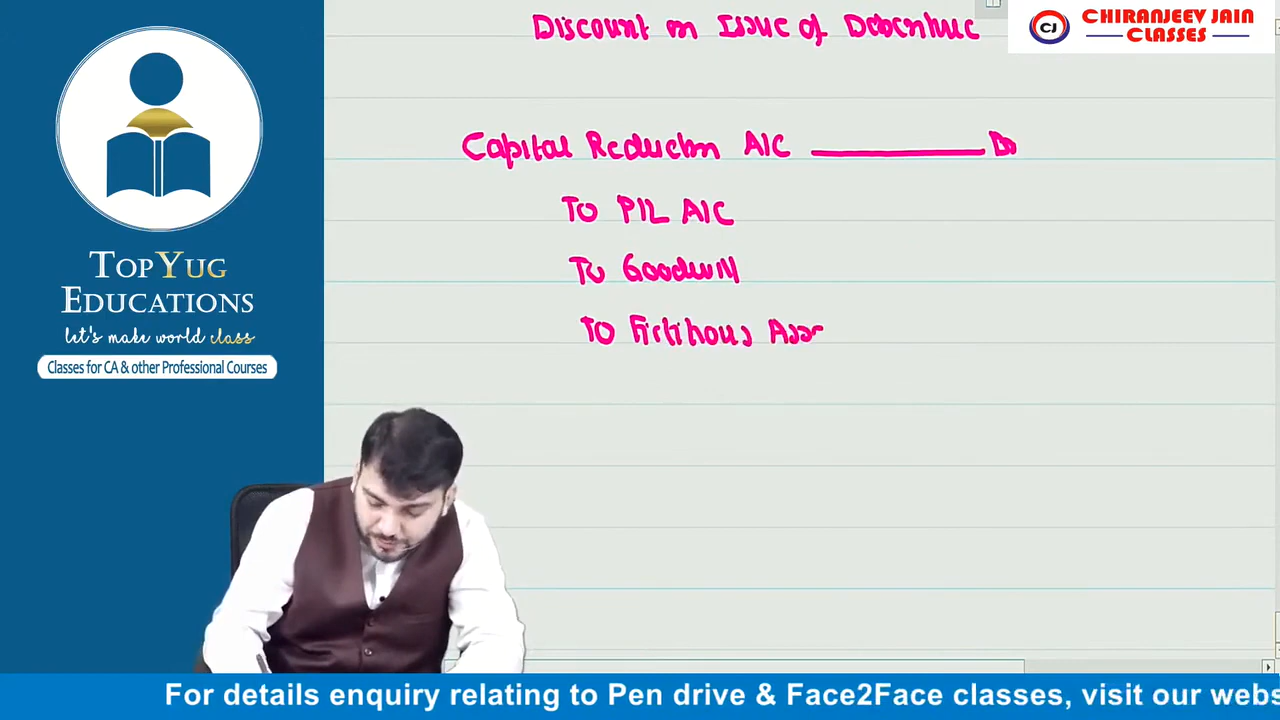 Discount on Issue of Debenture
CHIRANJEEV JAIN
CLASSES
CJ
Capital Reduction A/C Dr
To P/L A/C
To Goodwill
To Fictitious Ass
TOPYUG
EDUCATIONS
let's make world class
Classes for CA & other Professional Courses
For details enquiry relating to Pen drive & Face2Face classes, visit our webs